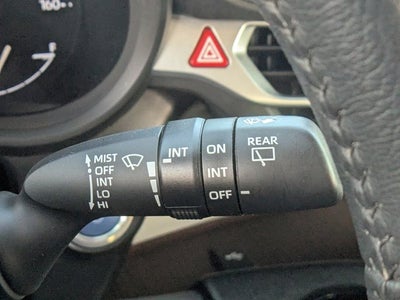 160
MIST
OFF
INT
LO
HI
INT
ON
INT
OFF
REAR